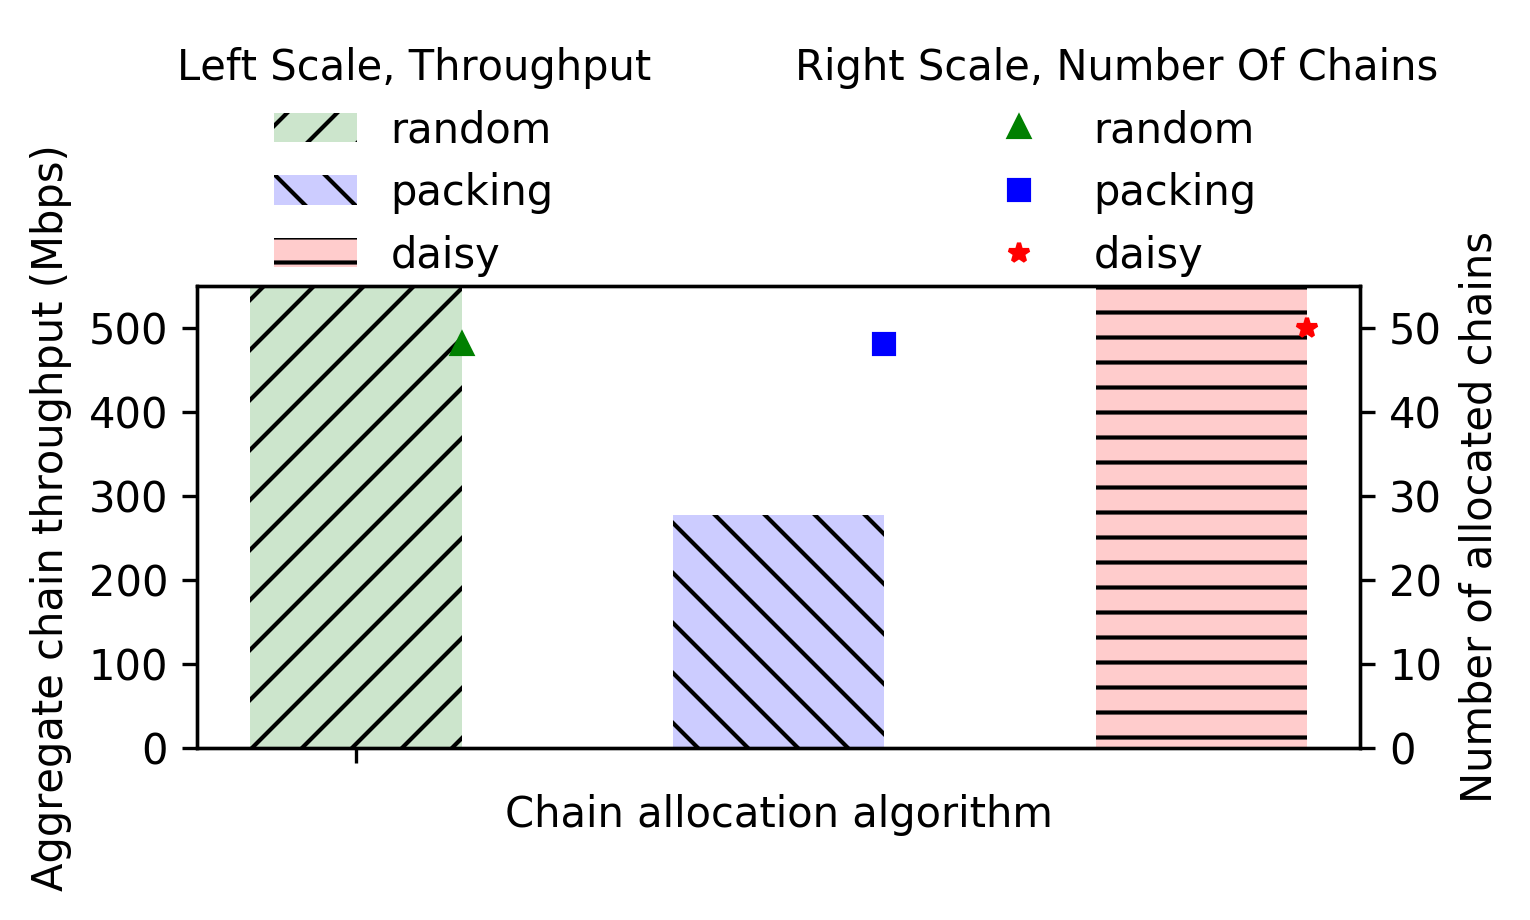 Left Scale, Throughput
random
packing
daisy
Right Scale, Number Of Chains
random
packing
daisy
Aggregate chain throughput (Mbps)
500
400
300
200
100
0
50
40
30
20
10
0
Number of allocated chains
Chain allocation algorithm